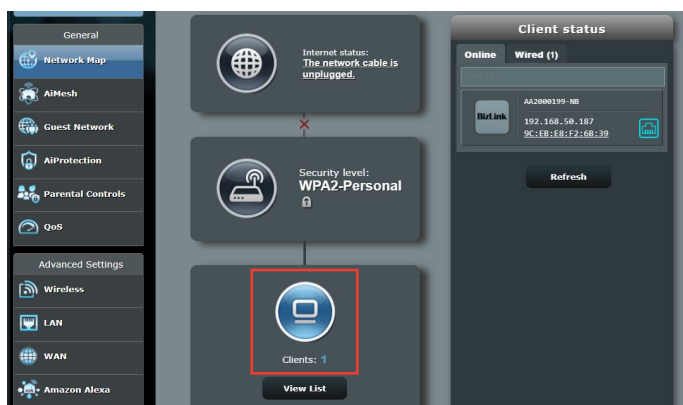 General
Network Map
AiMesh
Guest Network
AiProtection
Parental Controls
QoS
Advanced Settings
Wireless
LAN
WAN
Amazon Alexa
Internet status:
The network cable is
unplugged.
Security level:
WPA2-Personal
Clients: 1
View List
Client status
Online
Wired (1)
Search
BizLink
AA2000199-NB
192.168.50.187
9C:EB:E8:F2:6B:39
Refresh